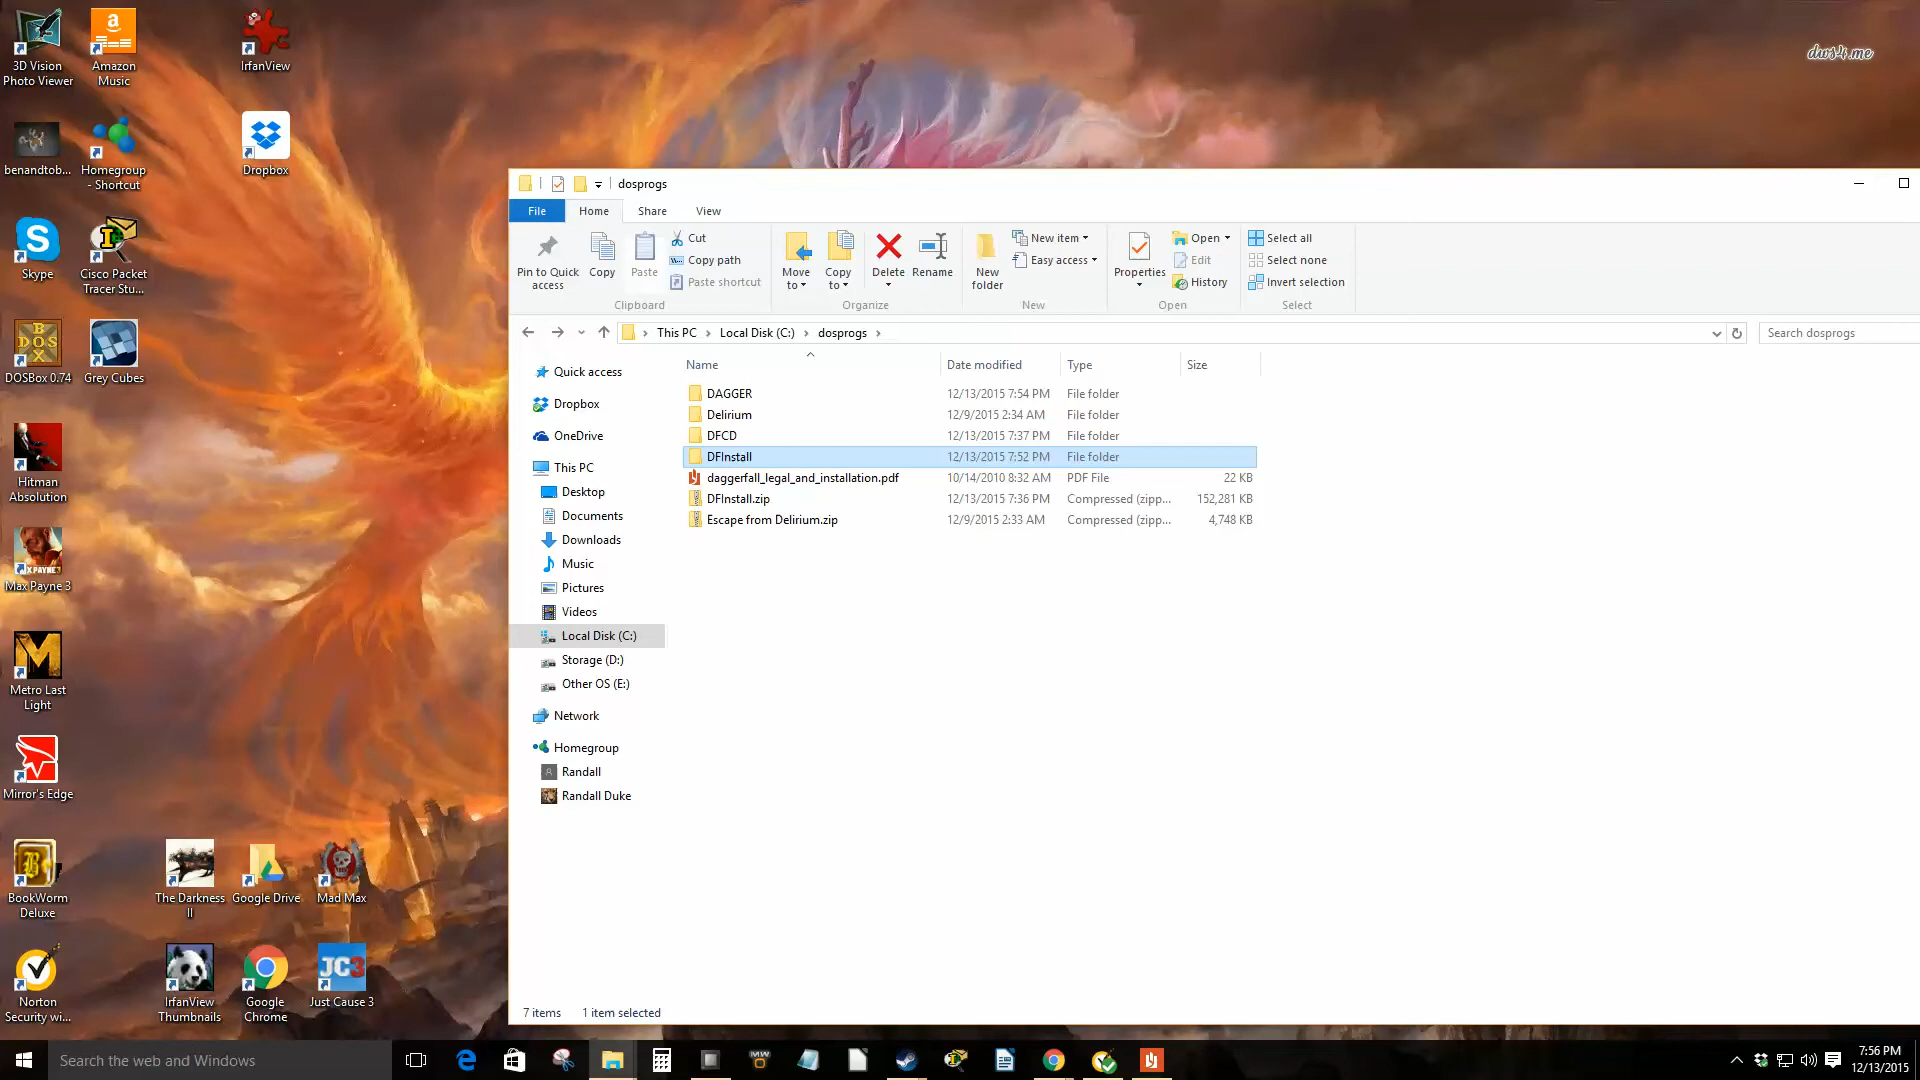 3D Vision
Photo Viewer
Amazon
Music
IrfanView
benandtob...
Homegroup
- Shortcut
Dropbox
Skype
Cisco Packet
Tracer Stu...
DOSBox 0.74
Grey Cubes
Hitman
Absolution
Max Payne 3
Metro Last
Light
Mirror's Edge
BookWorm
Deluxe
The Darkness
II
Google Drive
Mad Max
Norton
Security wi...
IrfanView
Thumbnails
Google
Chrome
JC3
Just Cause 3
dws4.me
dosprogs
File Home Share View
Pin to Quick
access
Copy
Paste
Cut
Copy path
Paste shortcut
Clipboard
Move
to
Copy
to
Delete
Rename
Organize
New
folder
New item
Easy access
New
Properties
Open
Edit
History
Open
Select all
Select none
Invert selection
Select
This PC Local Disk (C:) dosprogs
Search dosprogs
Quick access
Dropbox
OneDrive
This PC
Desktop
Documents
Downloads
Music
Pictures
Videos
Local Disk (C:)
Storage (D:)
Other OS (E:)
Network
Homegroup
Randall
Randall Duke
Name Date modified Type Size
DAGGER 12/13/2015 7:54 PM File folder
Delirium 12/9/2015 2:34 AM File folder
DFCD 12/13/2015 7:37 PM File folder
DFInstall 12/13/2015 7:52 PM File folder
daggerfall_legal_and_installation.pdf 10/14/2010 8:32 AM PDF File 22 KB
DFInstall.zip 12/13/2015 7:36 PM Compressed (zipp... 152,281 KB
Escape from Delirium.zip 12/9/2015 2:33 AM Compressed (zipp... 4,748 KB
7 items 1 item selected
Search the web and Windows
7:56 PM
12/13/2015